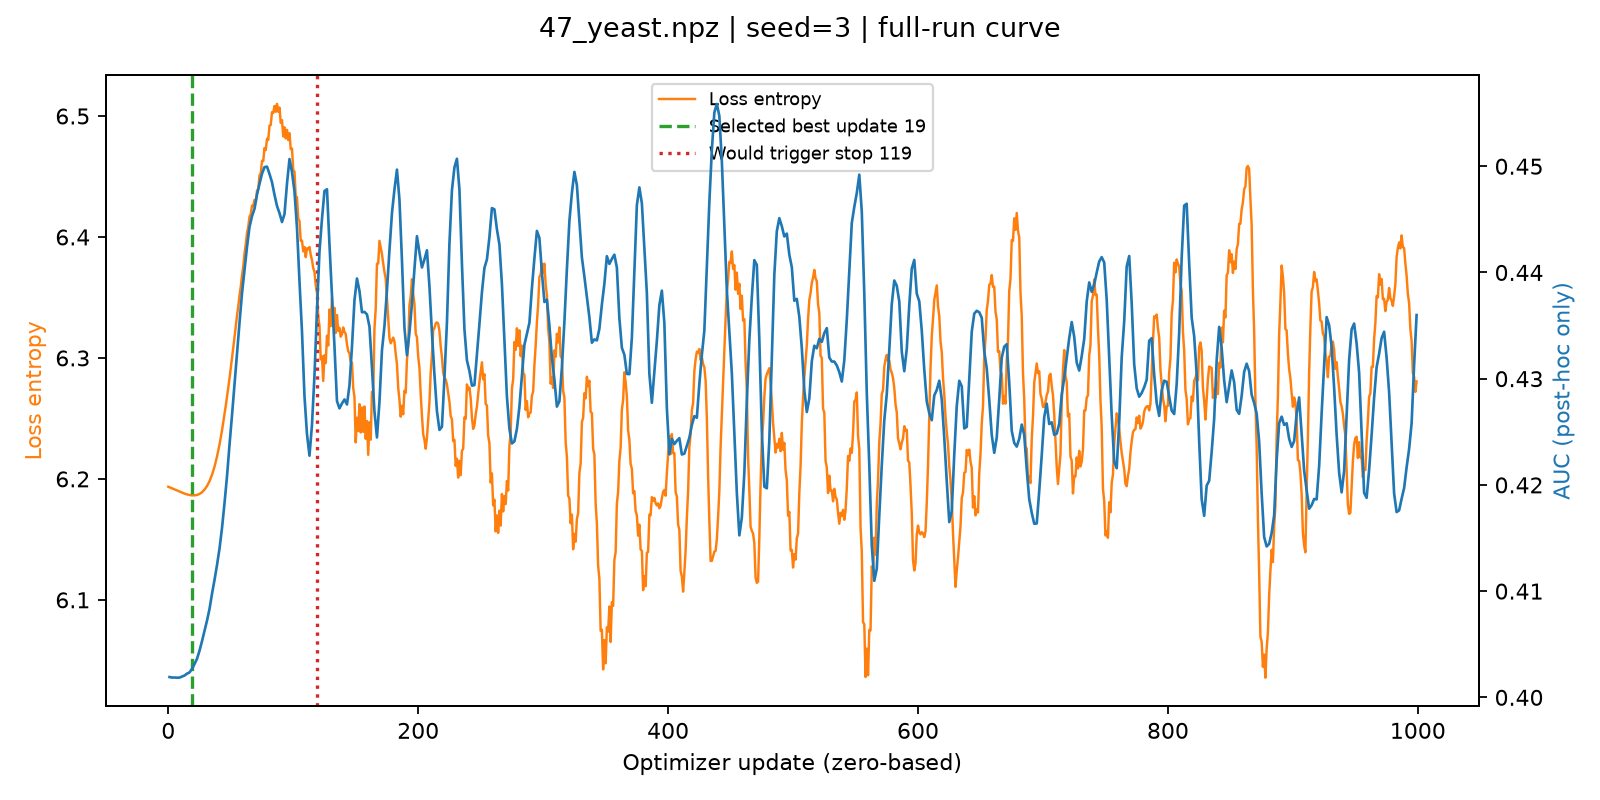 47_yeast.npz | seed=3 | full-run curve
Loss entropy
Selected best update 19
Would trigger stop 119
6.5
6.4
6.3
6.2
6.1
Loss entropy
0.45
0.44
0.43
0.42
0.41
0.40
AUC (post-hoc only)
0 200 400 600 800 1000
Optimizer update (zero-based)